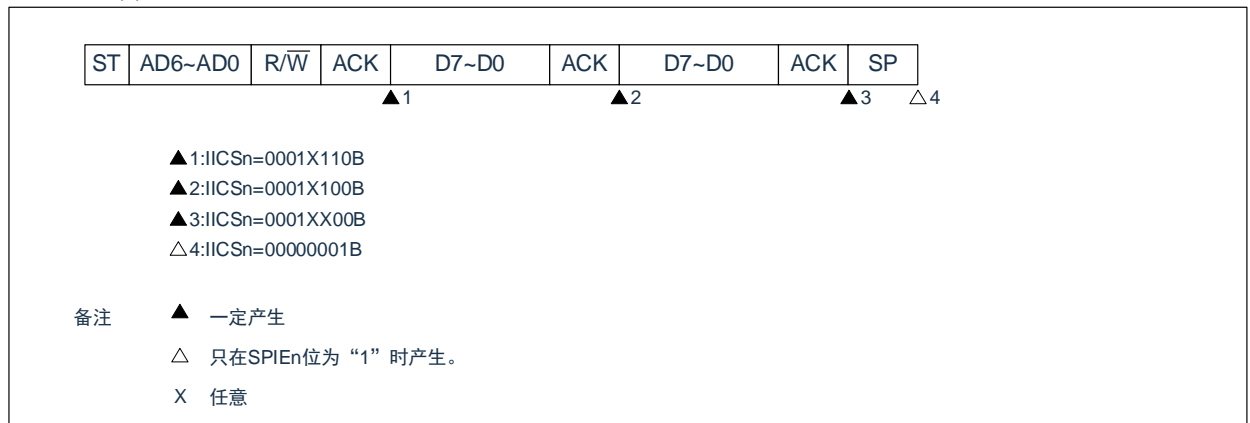 ST AD6~AD0 R/W̅ ACK D7~D0 ACK D7~D0 ACK SP
▲1 ▲2 ▲3 △4
▲1:IICSn=0001X110B
▲2:IICSn=0001X100B
▲3:IICSn=0001XX00B
△4:IICSn=00000001B
备注 ▲ 一定产生
△ 只在SPIEn位为“1”时产生。
X 任意